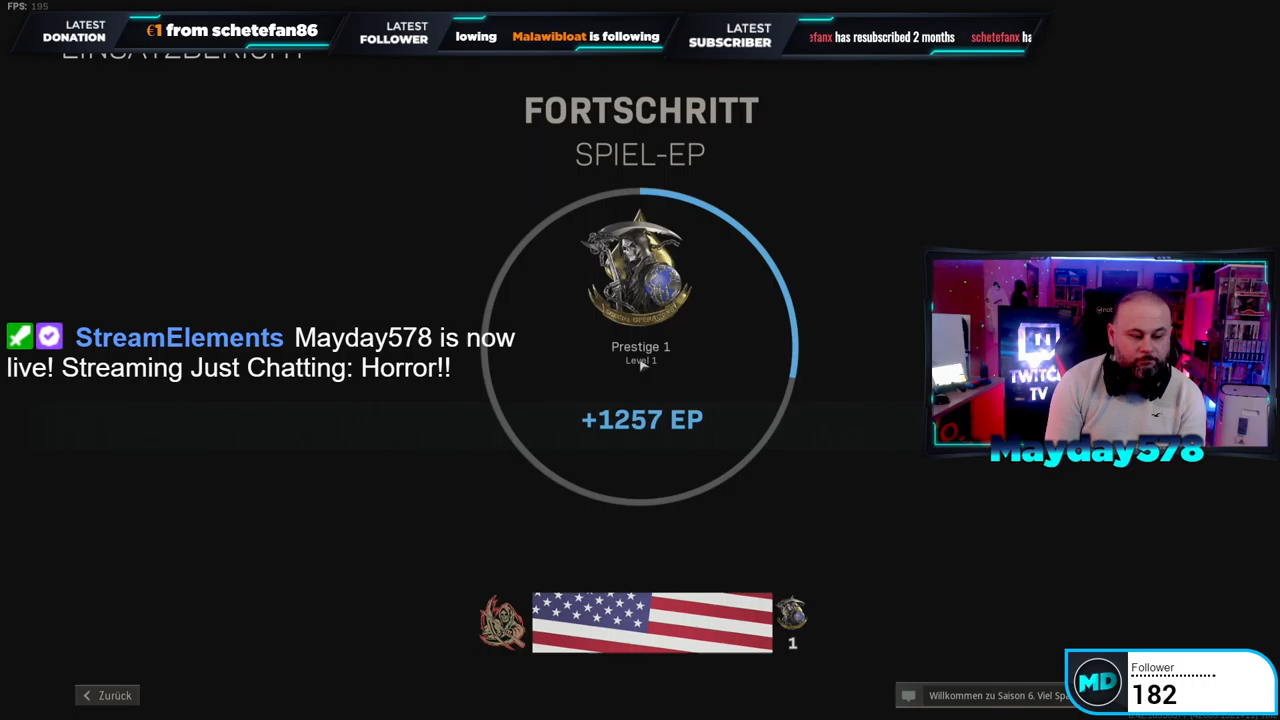 FPS: 195
LATEST
DONATION
€1 from schetefan86
LATEST
FOLLOWER
lowing Malawibloat is following
LATEST
SUBSCRIBER
efanx has resubscribed 2 months schetefanx ha
EINSATZBERICHT
FORTSCHRITT
SPIEL-EP
Prestige 1
Level 1
+1257 EP
StreamElements Mayday578 is now
live! Streaming Just Chatting: Horror!!
TWITCH
TV
Mayday578
1
Zurück
Willkommen zu Saison 6. Viel Spa
MD
Follower
182